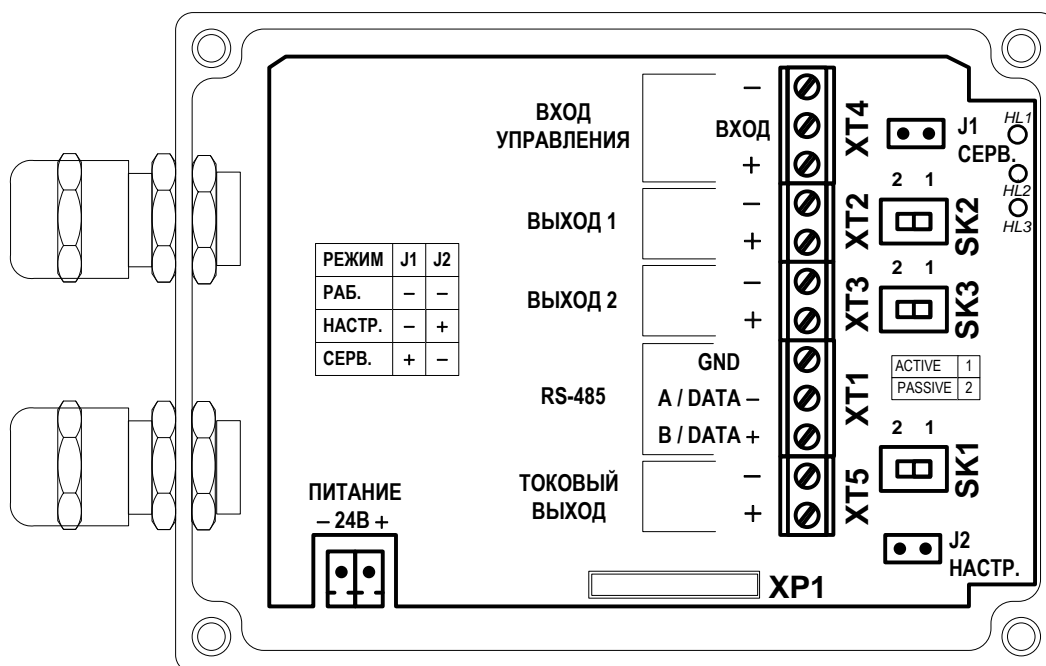 ВХОД
УПРАВЛЕНИЯ
−
ВХОД
+
XT4
J1
СЕРВ.
HL1
HL2
HL3
ВЫХОД 1
−
+
XT2
2 1
SK2
ВЫХОД 2
−
+
XT3
2 1
SK3
РЕЖИМ J1 J2
РАБ. − −
НАСТР. − +
СЕРВ. + −
RS-485
GND
A / DATA −
B / DATA +
XT1
ACTIVE 1
PASSIVE 2
2 1
SK1
ТОКОВЫЙ
ВЫХОД
−
+
XT5
J2
НАСТР.
ПИТАНИЕ
− 24В +
XP1